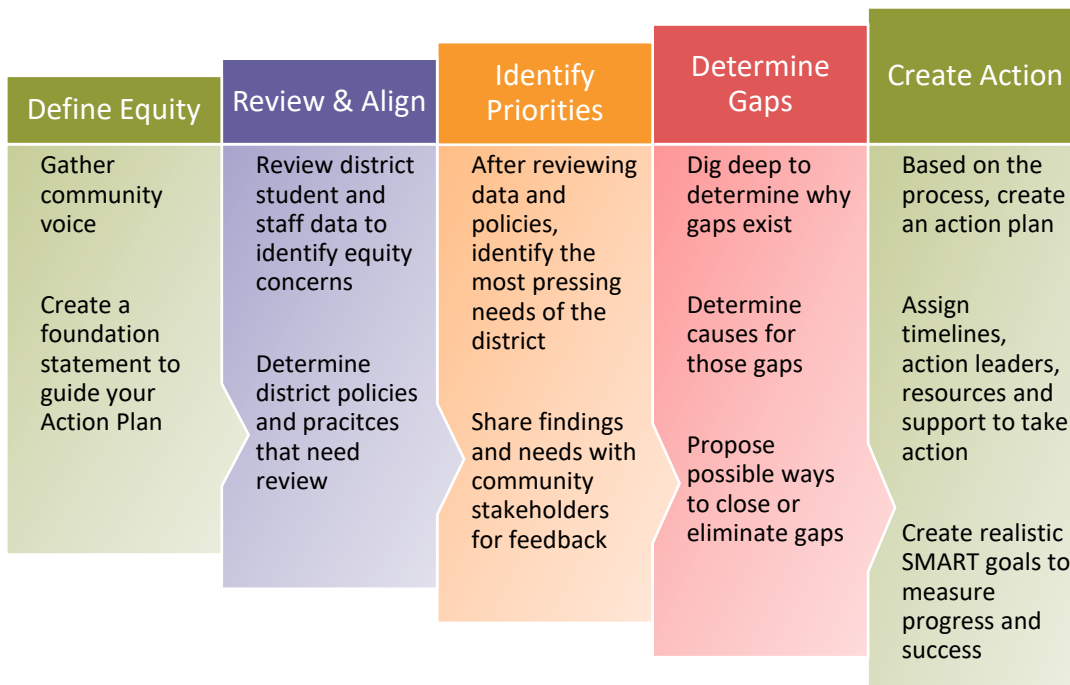 Define Equity
Gather
community
voice
Create a
foundation
statement to
guide your
Action Plan
Review & Align
Review district
student and
staff data to
identify equity
concerns
Determine
district policies
and pracitces
that need
review
Identify
Priorities
After reviewing
data and
policies,
identify the
most pressing
needs of the
district
Share findings
and needs with
community
stakeholders
for feedback
Determine
Gaps
Dig deep to
determine why
gaps exist
Determine
causes for
those gaps
Propose
possible ways
to close or
eliminate gaps
Create Action
Based on the
process, create
an action plan
Assign
timelines,
action leaders,
resources and
support to take
action
Create realistic
SMART goals to
measure
progress and
success